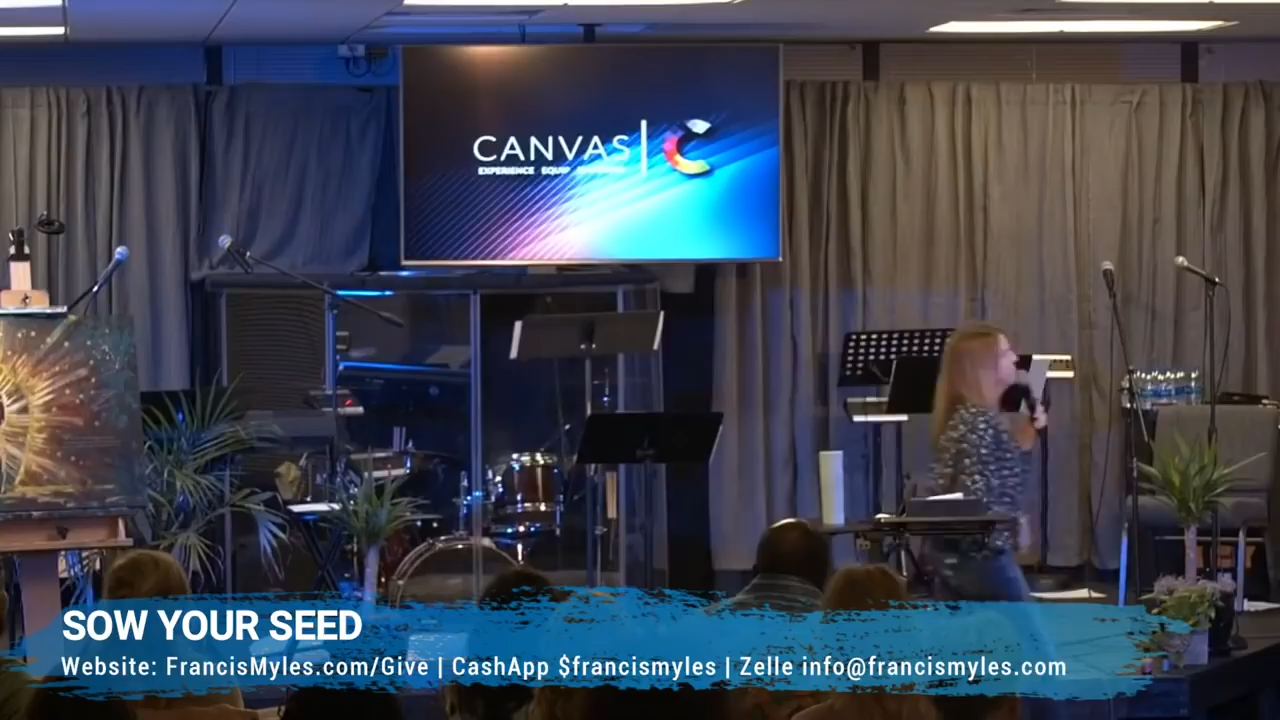 CANVAS
EXPERIENCE EQUIP
SOW YOUR SEED
Website: FrancisMyles.com/Give | CashApp $francismyles | Zelle info@francismyles.com